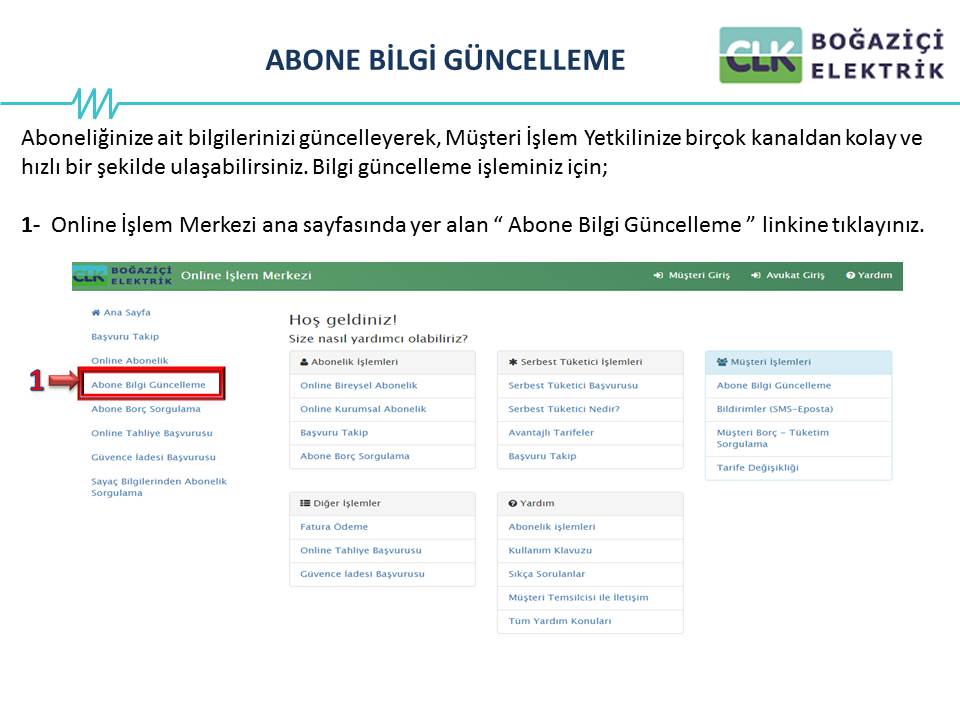 ABONE BİLGİ GÜNCELLEME
CLK BOĞAZİÇİ
ELEKTRİK
Aboneliğinize ait bilgilerinizi güncelleyerek, Müşteri İşlem Yetkilinize birçok kanaldan kolay ve
hızlı bir şekilde ulaşabilirsiniz. Bilgi güncelleme işleminiz için;
1- Online İşlem Merkezi ana sayfasında yer alan “ Abone Bilgi Güncelleme ” linkine tıklayınız.
CLK BOĞAZİÇİ
ELEKTRİK
Online İşlem Merkezi
Müşteri Giriş
Avukat Giriş
Yardım
Ana Sayfa
Başvuru Takip
Online Abonelik
1
Abone Bilgi Güncelleme
Abone Borç Sorgulama
Online Tahliye Başvurusu
Güvence İadesi Başvurusu
Sayaç Bilgilerinden Abonelik
Sorgulama
Hoş geldiniz!
Size nasıl yardımcı olabiliriz?
Abonelik İşlemleri
Online Bireysel Abonelik
Online Kurumsal Abonelik
Başvuru Takip
Abone Borç Sorgulama
Serbest Tüketici İşlemleri
Serbest Tüketici Başvurusu
Serbest Tüketici Nedir?
Avantajlı Tarifeler
Başvuru Takip
Müşteri İşlemleri
Abone Bilgi Güncelleme
Bildirimler (SMS-Eposta)
Müşteri Borç - Tüketim
Sorgulama
Tarife Değişikliği
Diğer İşlemler
Fatura Ödeme
Online Tahliye Başvurusu
Güvence İadesi Başvurusu
Yardım
Abonelik işlemleri
Kullanım Klavuzu
Sıkça Sorulanlar
Müşteri Temsilcisi ile İletişim
Tüm Yardım Konuları